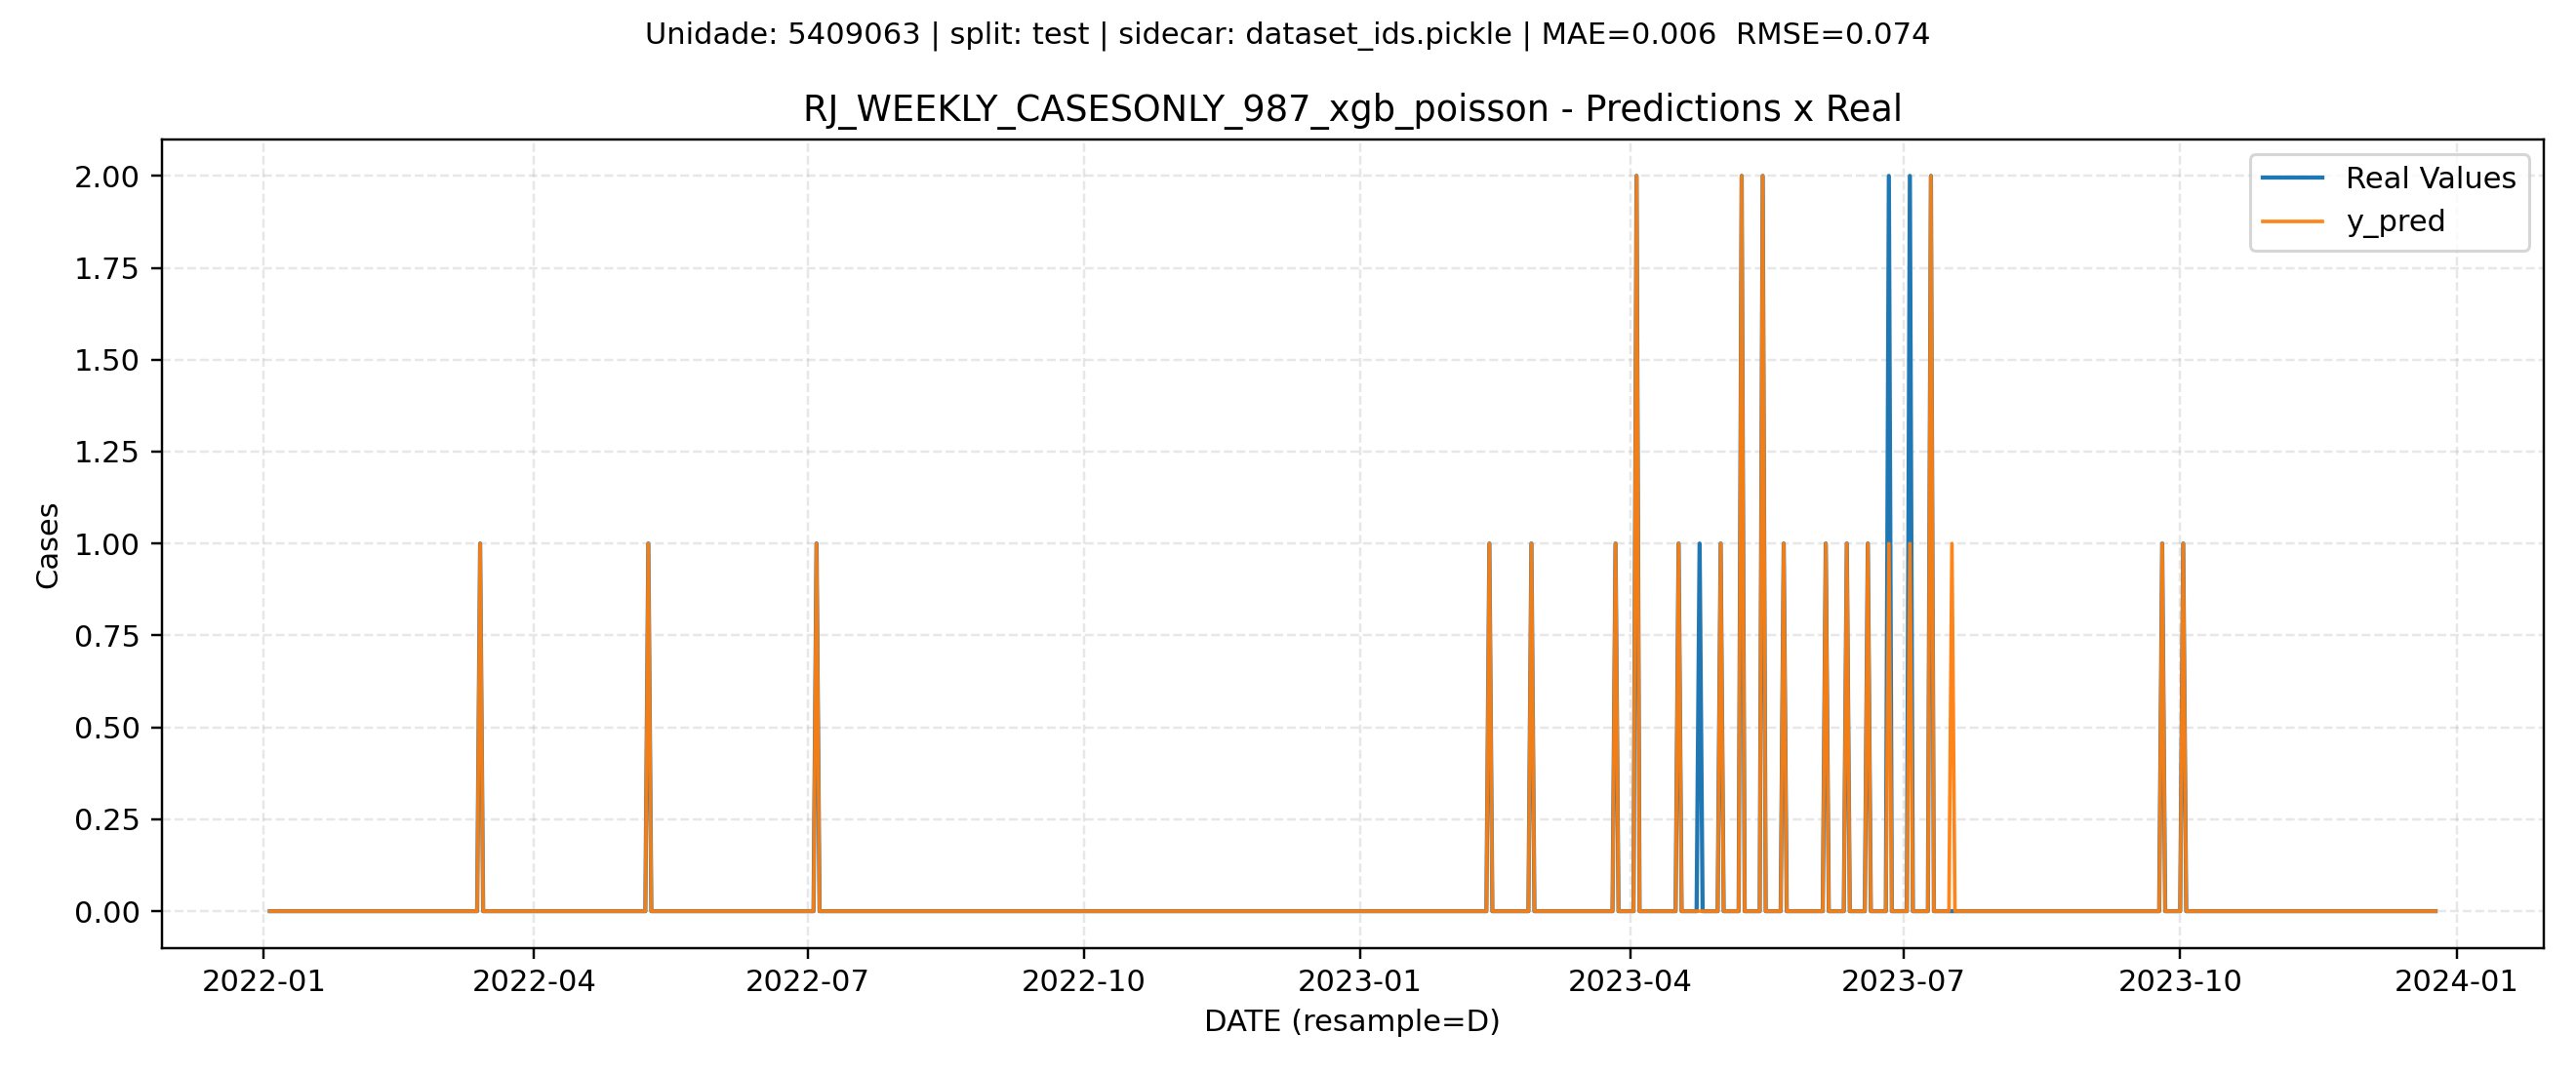 Unidade: 5409063 | split: test | sidecar: dataset_ids.pickle | MAE=0.006  RMSE=0.074
RJ_WEEKLY_CASESONLY_987_xgb_poisson - Predictions x Real
Real Values
y_pred
Cases
2.00
1.75
1.50
1.25
1.00
0.75
0.50
0.25
0.00
2022-01 2022-04 2022-07 2022-10 2023-01 2023-04 2023-07 2023-10 2024-01
DATE (resample=D)